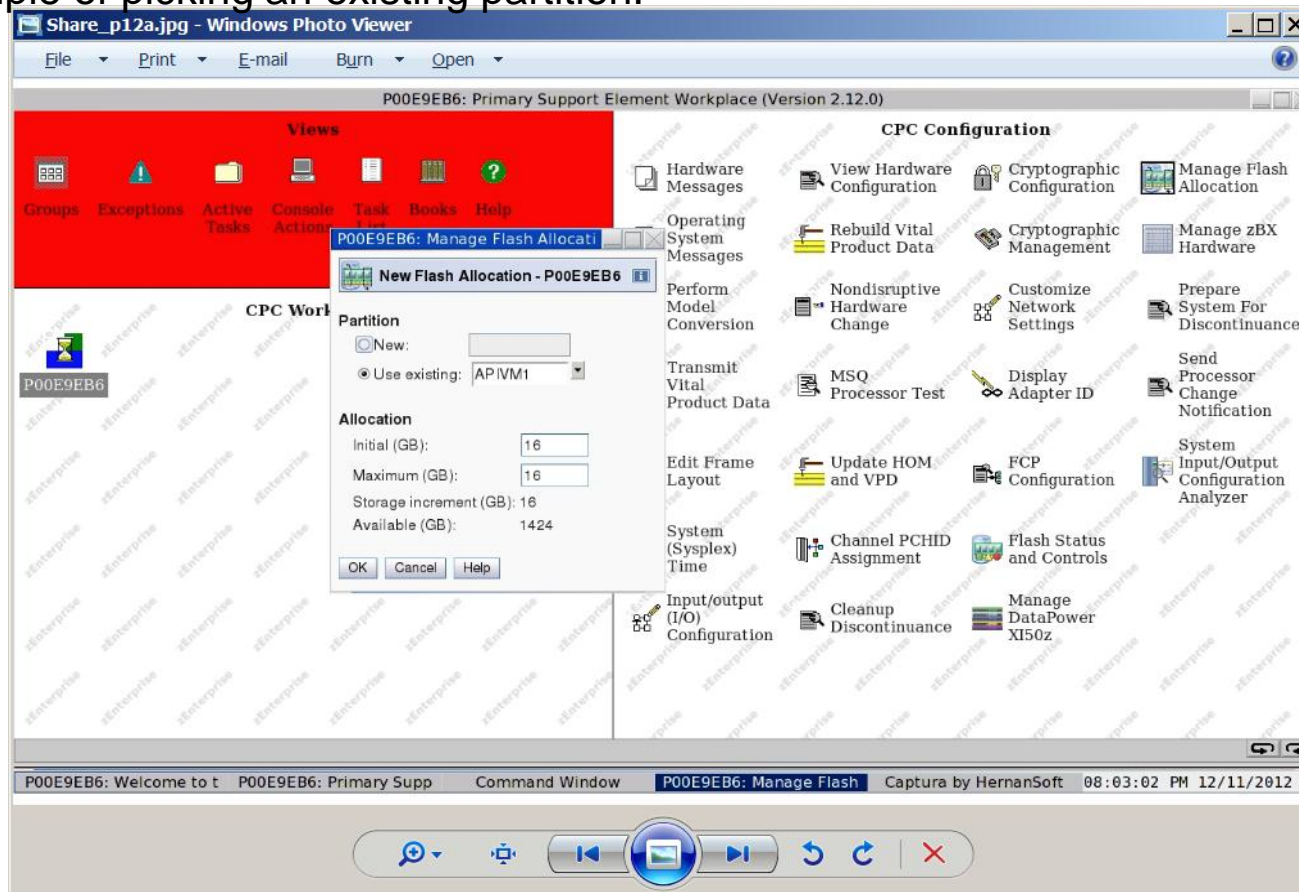 ple of picking an existing partition.
Share_p12a.jpg - Windows Photo Viewer
File Print E-mail Burn Open
P00E9EB6: Primary Support Element Workplace (Version 2.12.0)
Views
Groups
Exceptions
Active
Tasks
Console
Actions
Task
List
Books
Help
CPC Work
P00E9EB6
P00E9EB6: Manage Flash Allocati
New Flash Allocation - P00E9EB6
Partition
New:
Use existing: APIVM1
Allocation
Initial (GB): 16
Maximum (GB): 16
Storage increment (GB): 16
Available (GB): 1424
OK Cancel Help
CPC Configuration
Hardware
Messages
View Hardware
Configuration
Cryptographic
Configuration
Manage Flash
Allocation
Operating
System
Messages
Rebuild Vital
Product Data
Cryptographic
Management
Manage zBX
Hardware
Perform
Model
Conversion
Nondisruptive
Hardware
Change
Customize
Network
Settings
Prepare
System For
Discontinuance
Transmit
Vital
Product Data
MSQ
Processor Test
Display
Adapter ID
Send
Processor
Change
Notification
Edit Frame
Layout
Update HOM
and VPD
FCP
Configuration
System
Input/Output
Configuration
Analyzer
System
(Sysplex)
Time
Channel PCHID
Assignment
Flash Status
and Controls
Input/output
(I/O)
Configuration
Cleanup
Discontinuance
Manage
DataPower
XI50z
P00E9EB6: Welcome to t P00E9EB6: Primary Supp Command Window P00E9EB6: Manage Flash Captura by HernanSoft 08:03:02 PM 12/11/2012